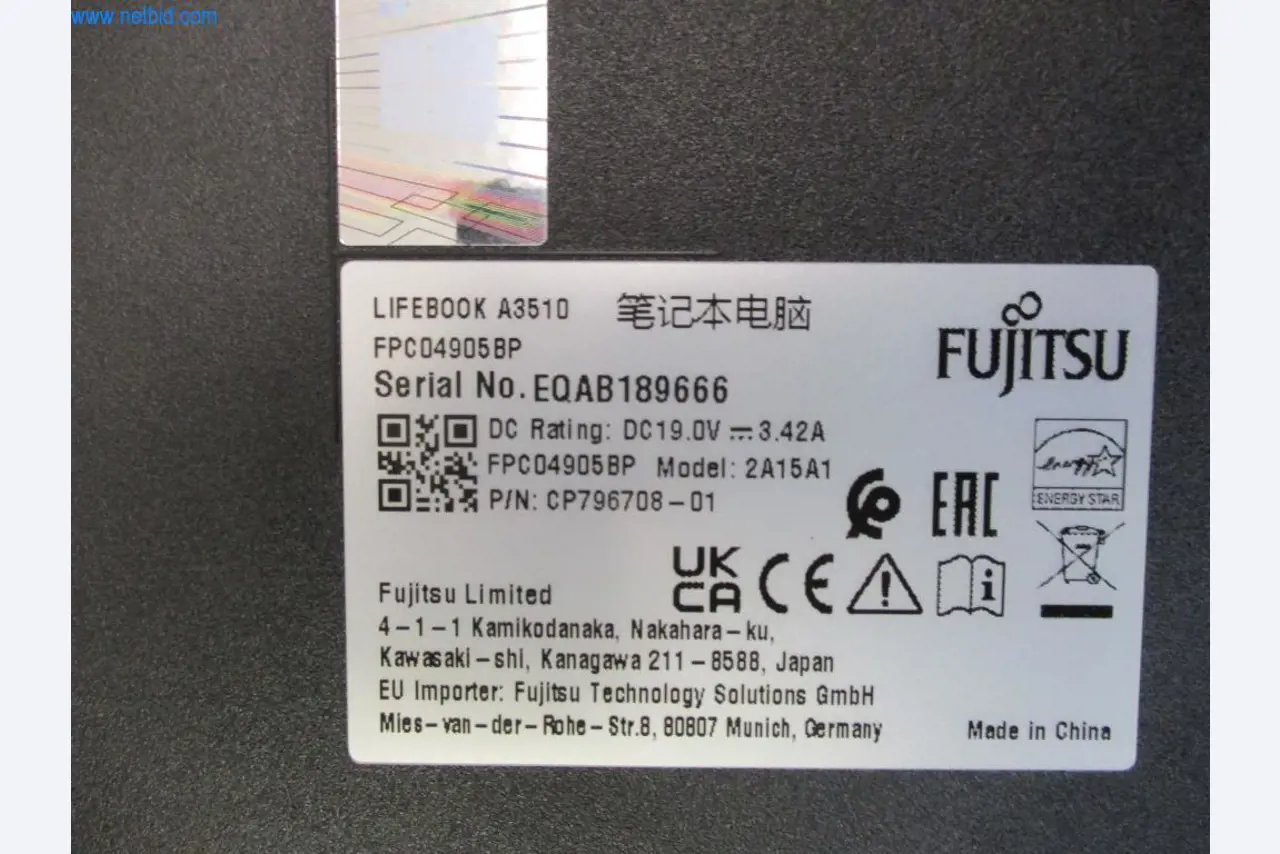 www.netbid.com
LIFEBOOK A3510 笔记本电脑
FUJITSU
FPC04905BP
Serial No. EQAB189666
DC Rating: DC19.0V ⎓ 3.42A
FPC04905BP Model: 2A15A1
P/N: CP796708-01
EAC
energy
ENERGY STAR
UK
CA CE
Fujitsu Limited
4-1-1 Kamikodanaka, Nakahara-ku,
Kawasaki-shi, Kanagawa 211-8588, Japan
EU Importer: Fujitsu Technology Solutions GmbH
Mies-van-der-Rohe-Str.8, 80807 Munich, Germany
Made in China